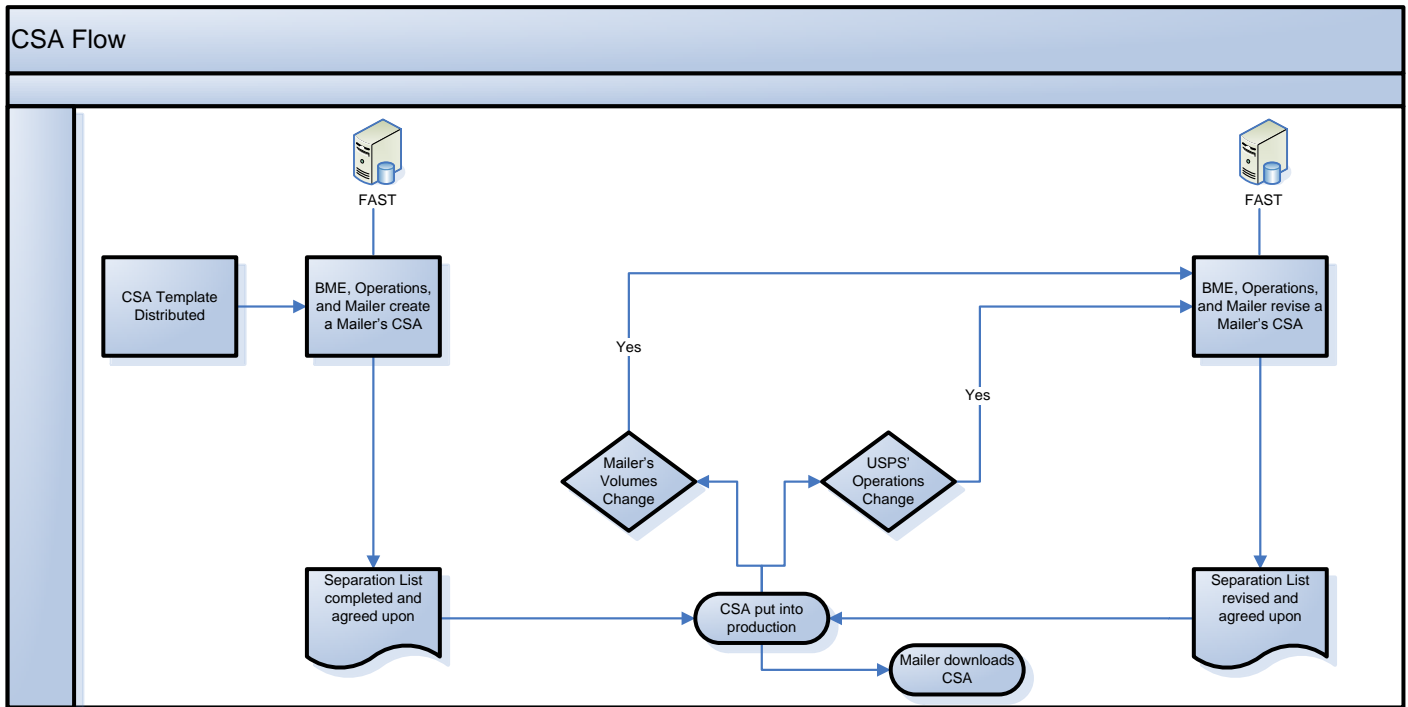 CSA Flow
FAST
FAST
CSA Template
Distributed
BME, Operations,
and Mailer create
a Mailer's CSA
BME, Operations,
and Mailer revise a
Mailer's CSA
Yes
Yes
Mailer's
Volumes
Change
USPS'
Operations
Change
Separation List
completed and
agreed upon
CSA put into
production
Separation List
revised and
agreed upon
Mailer downloads
CSA